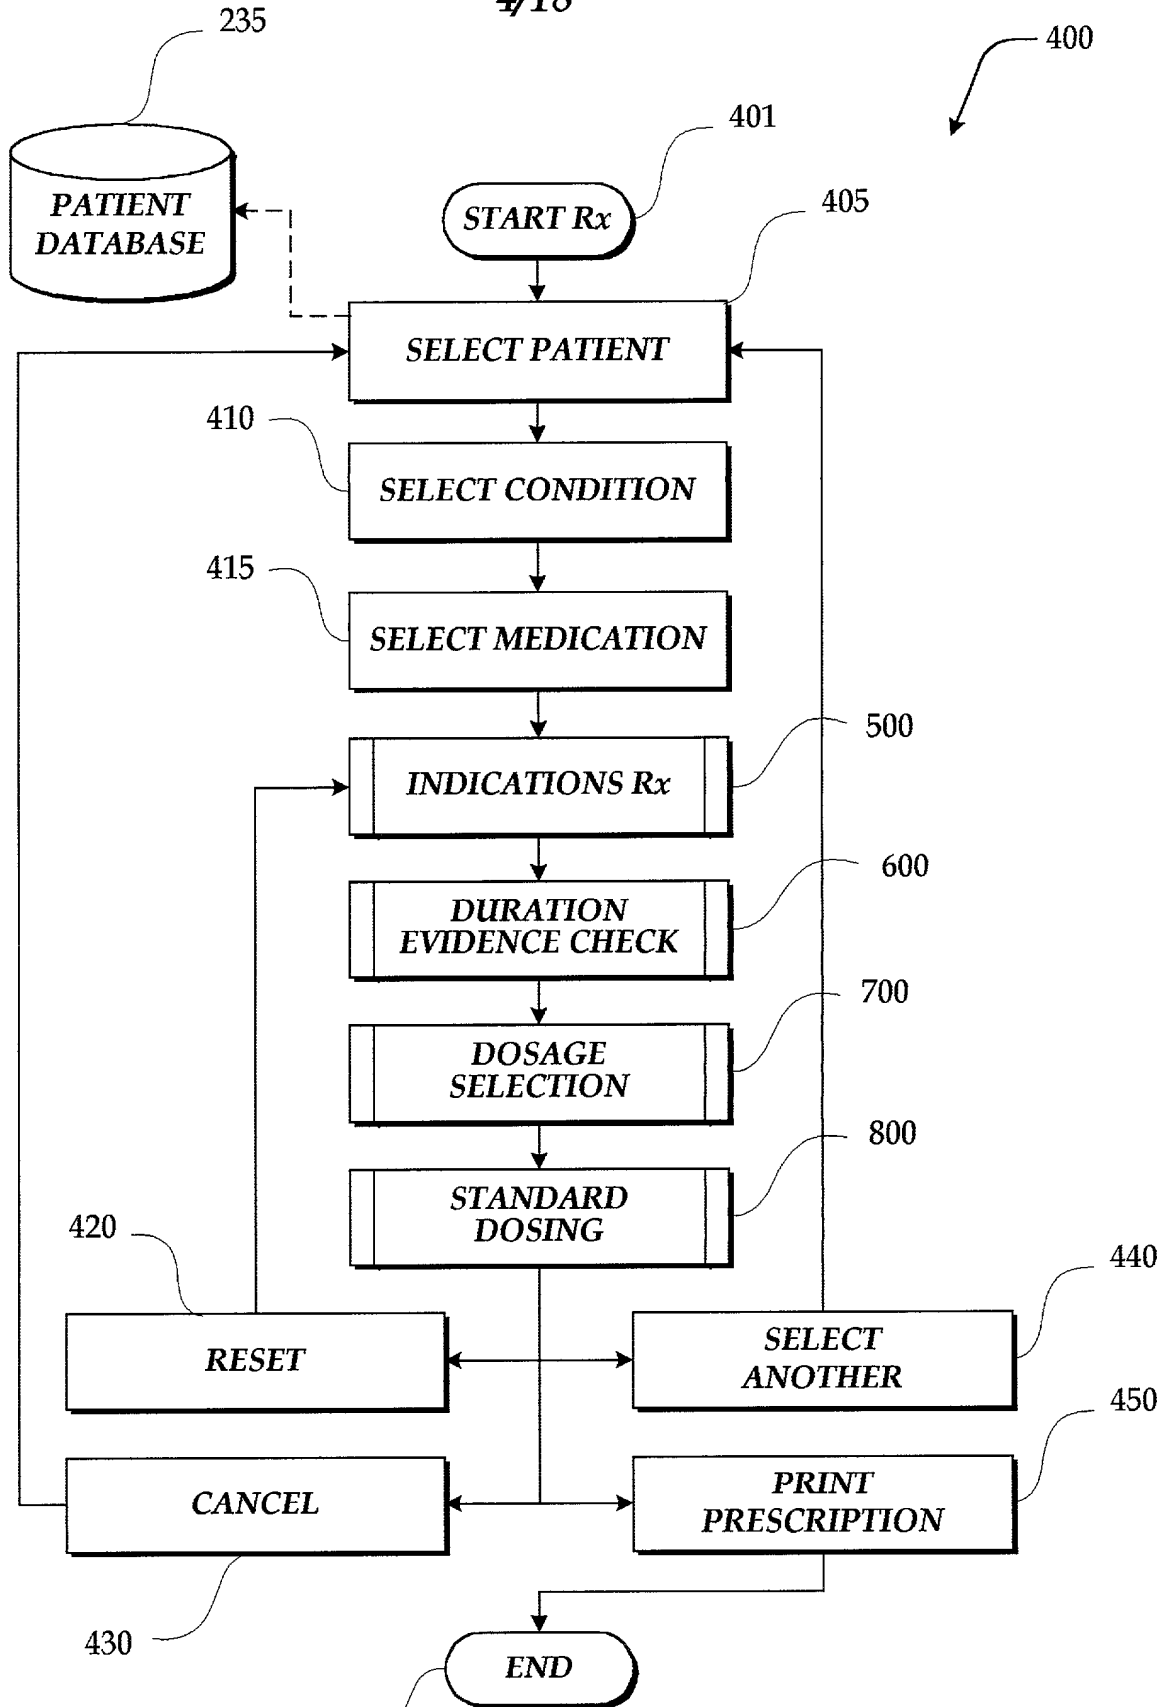 4/18
235
400
401
START Rx
405
PATIENT
DATABASE
SELECT PATIENT
410
SELECT CONDITION
415
SELECT MEDICATION
500
INDICATIONS Rx
600
DURATION
EVIDENCE CHECK
700
DOSAGE
SELECTION
800
STANDARD
DOSING
420
440
RESET
SELECT
ANOTHER
450
CANCEL
PRINT
PRESCRIPTION
430
END